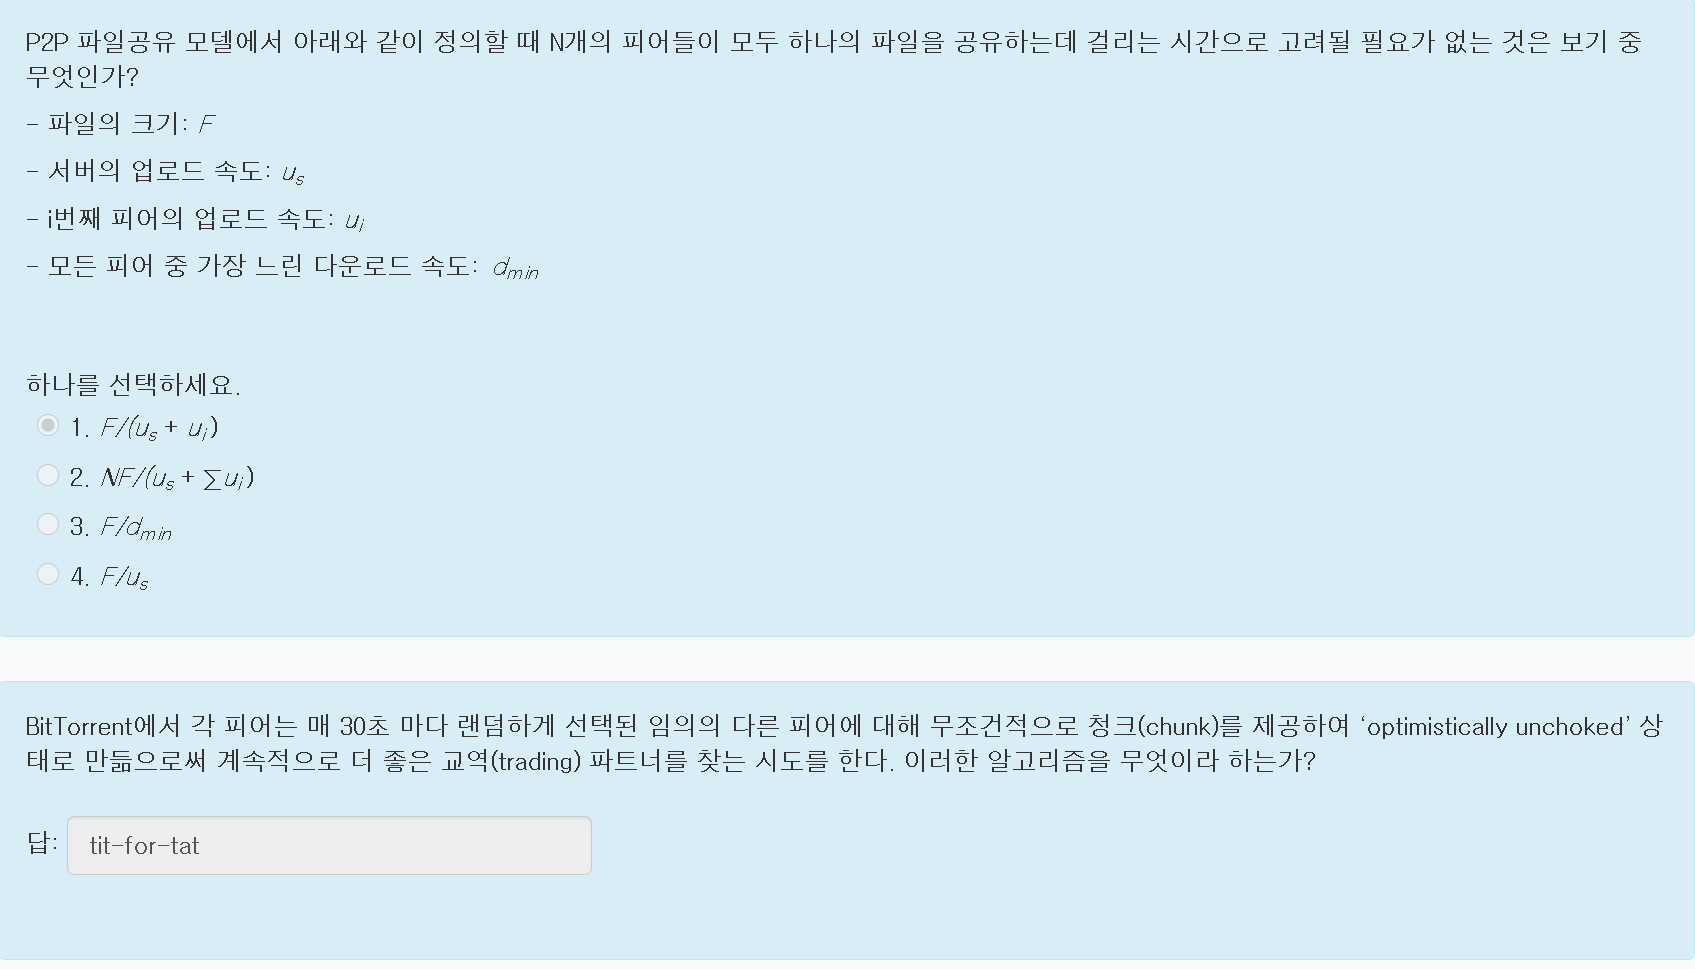 P2P 파일공유 모델에서 아래와 같이 정의할 때 N개의 피어들이 모두 하나의 파일을 공유하는데 걸리는 시간으로 고려될 필요가 없는 것은 보기 중
무엇인가?
- 파일의 크기: F
- 서버의 업로드 속도: u_s
- i번째 피어의 업로드 속도: u_i
- 모든 피어 중 가장 느린 다운로드 속도: d_min
하나를 선택하세요.
1. F/(u_s + u_i)
2. NF/(u_s + ∑u_i)
3. F/d_min
4. F/u_s
BitTorrent에서 각 피어는 매 30초 마다 랜덤하게 선택된 임의의 다른 피어에 대해 무조건적으로 청크(chunk)를 제공하여 ‘optimistically unchoked’ 상
태로 만듦으로써 계속적으로 더 좋은 교역(trading) 파트너를 찾는 시도를 한다. 이러한 알고리즘을 무엇이라 하는가?
답: tit-for-tat